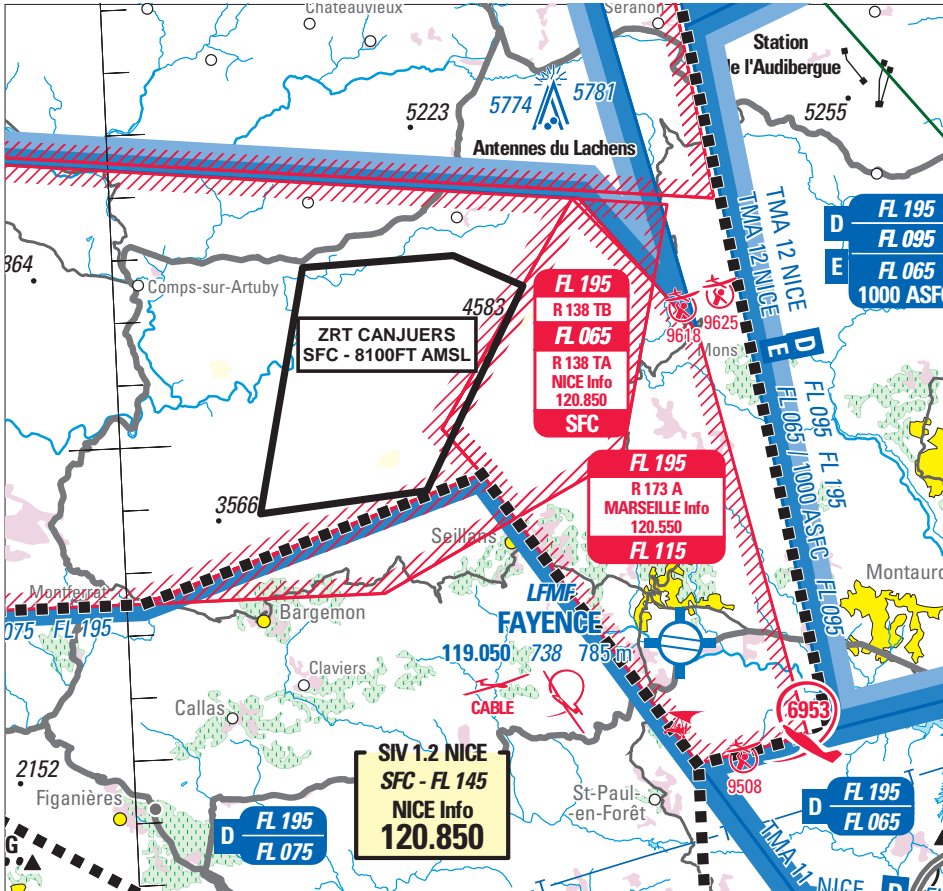 Chateauvieux
Séranon
Station
de l'Audibergue
5774
5781
5223
5255
Antennes du Lachens
TMA 12 NICE
TMA 12 NICE
D
FL 195
FL 095
E
FL 065
1000 ASFC
Comps-sur-Artuby
4583
ZRT CANJUERS
SFC - 8100FT AMSL
FL 195
R 138 TB
FL 065
R 138 TA
NICE Info
120.850
SFC
9618
9625
Mons
E
D
FL 095
FL 195
FL 065 / 1000 ASFC
FL 095
FL 195
R 173 A
MARSEILLE Info
120.550
FL 115
3566
Seillans
Montferrat
075
FL 195
Bargemon
LFMF
FAYENCE
119.050
738
785 m
CABLE
Claviers
Callas
6953
9508
SIV 1.2 NICE
SFC - FL 145
NICE Info
120.850
2152
Figanières
D
FL 195
FL 075
St-Paul-
en-Forêt
D
FL 195
FL 065
TMA 11
NICE
D
G